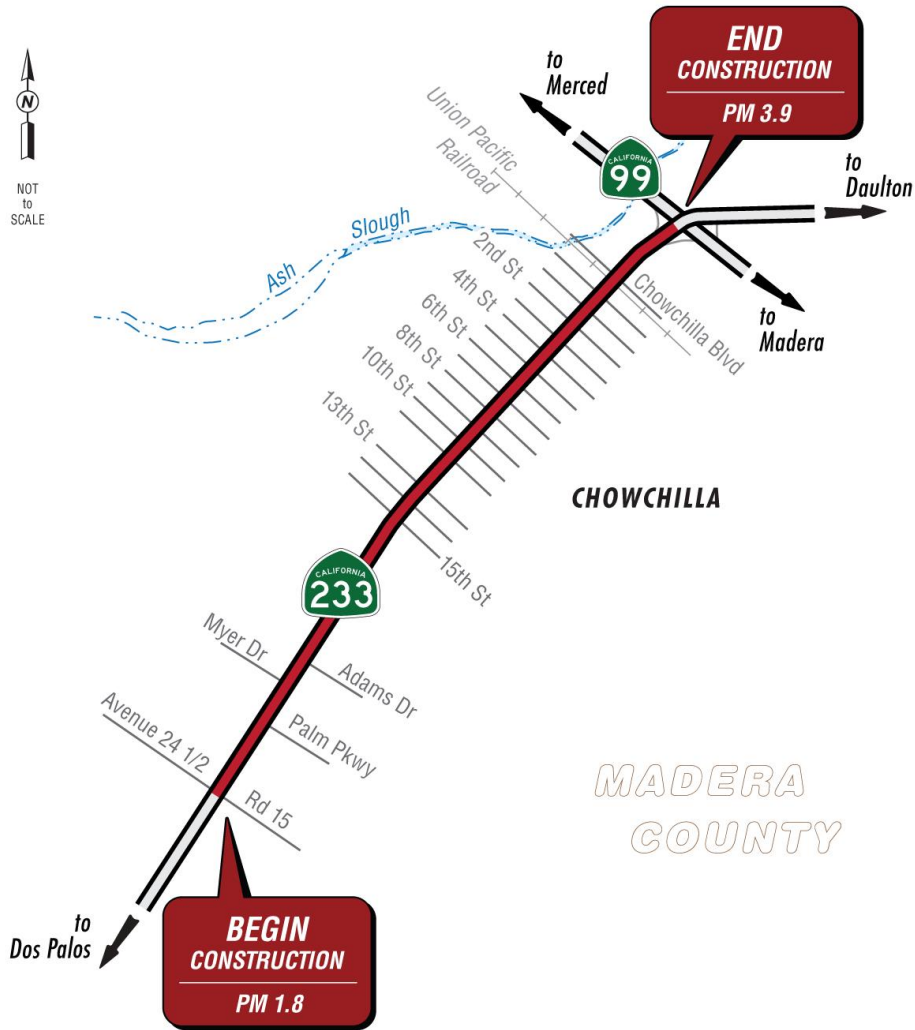 END
CONSTRUCTION
PM 3.9
to
Merced
Union Pacific
Railroad
CALIFORNIA
99
to
Daulton
N
NOT
to
SCALE
Slough
Ash
2nd St
4th St
6th St
8th St
10th St
13th St
Chowchilla Blvd
to
Madera
CHOWCHILLA
15th St
CALIFORNIA
233
Myer Dr
Adams Dr
Avenue 24 1/2
Palm Pkwy
Rd 15
MADERA
COUNTY
to
Dos Palos
BEGIN
CONSTRUCTION
PM 1.8